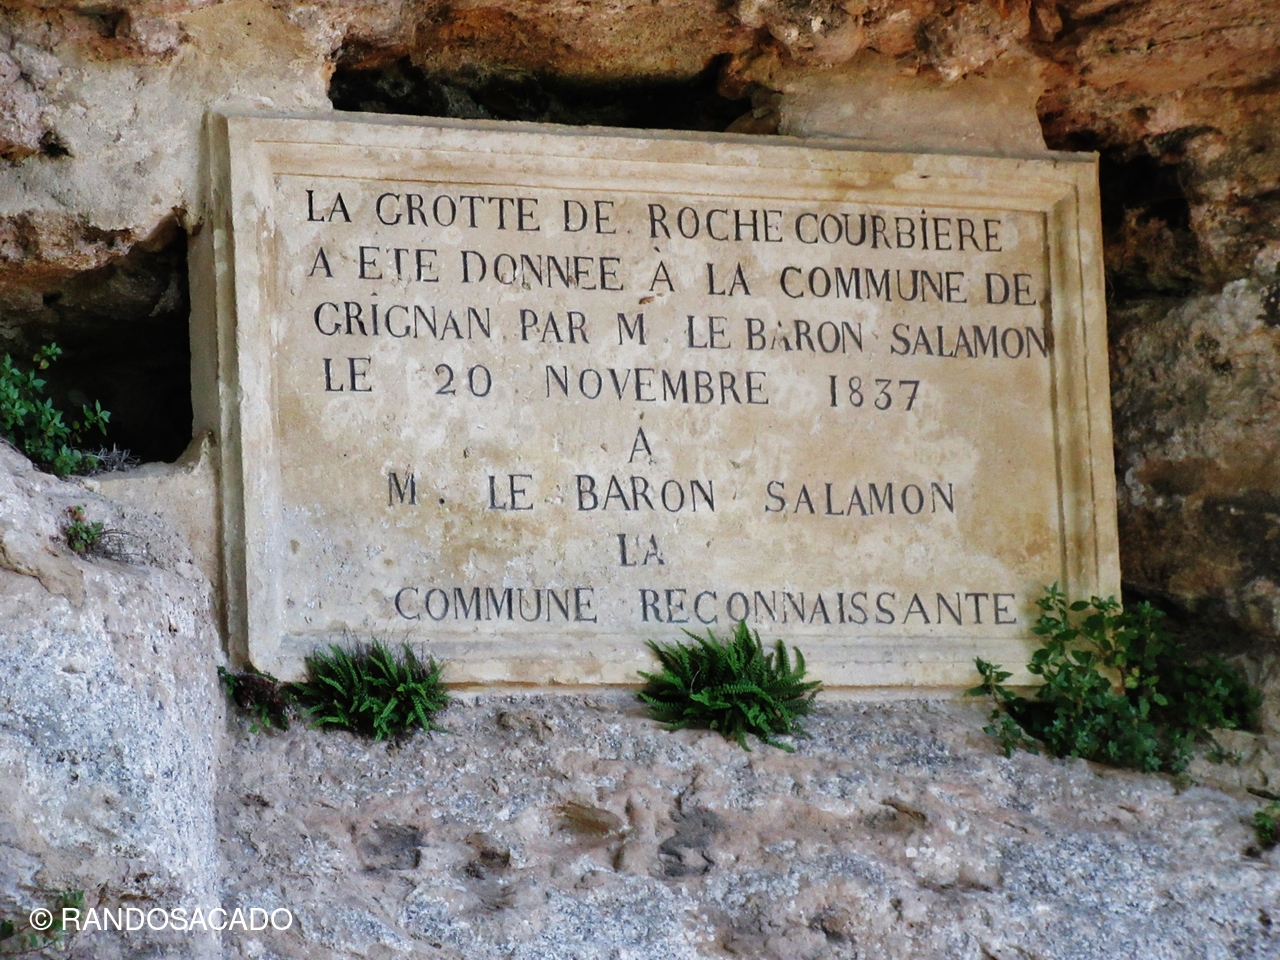 LA GROTTE DE ROCHE COURBIERE
A ETE DONNEE À LA COMMUNE DE
GRIGNAN PAR M LE BARON SALAMON
LE 20 NOVEMBRE 1837
A
M. LE BARON SALAMON
LA
COMMUNE RECONNAISSANTE
© RANDOSACADO